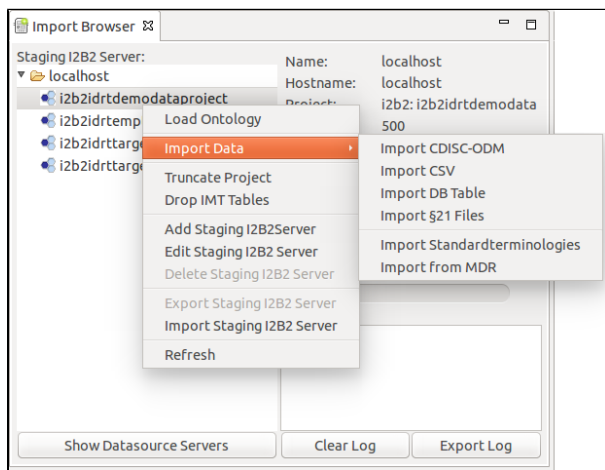 Import Browser
Staging I2B2 Server:
localhost
i2b2idrtdemodataproject
i2b2idrtemp
i2b2idrttarge
i2b2idrttarge
Name: localhost
Hostname: localhost
Project: i2b2: i2b2idrtdemodata
500
Load Ontology
Import Data
Truncate Project
Drop IMT Tables
Add Staging I2B2Server
Edit Staging I2B2 Server
Delete Staging I2B2 Server
Export Staging I2B2 Server
Import Staging I2B2 Server
Refresh
Import CDISC-ODM
Import CSV
Import DB Table
Import §21 Files
Import Standardterminologies
Import from MDR
Show Datasource Servers
Clear Log
Export Log